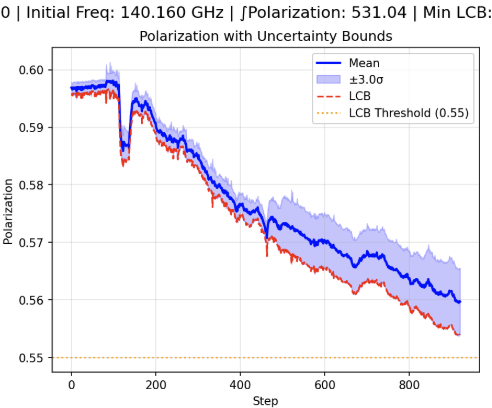 0 | Initial Freq: 140.160 GHz | ∫Polarization: 531.04 | Min LCB:
Polarization with Uncertainty Bounds
Mean
±3.0σ
LCB
LCB Threshold (0.55)
0.60
0.59
0.58
0.57
0.56
0.55
Polarization
0 200 400 600 800
Step